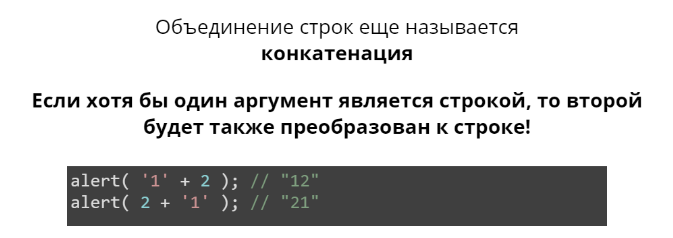 Объединение строк еще называется
конкатенация
Если хотя бы один аргумент является строкой, то второй
будет также преобразован к строке!
alert( '1' + 2 ); // "12"
alert( 2 + '1' ); // "21"